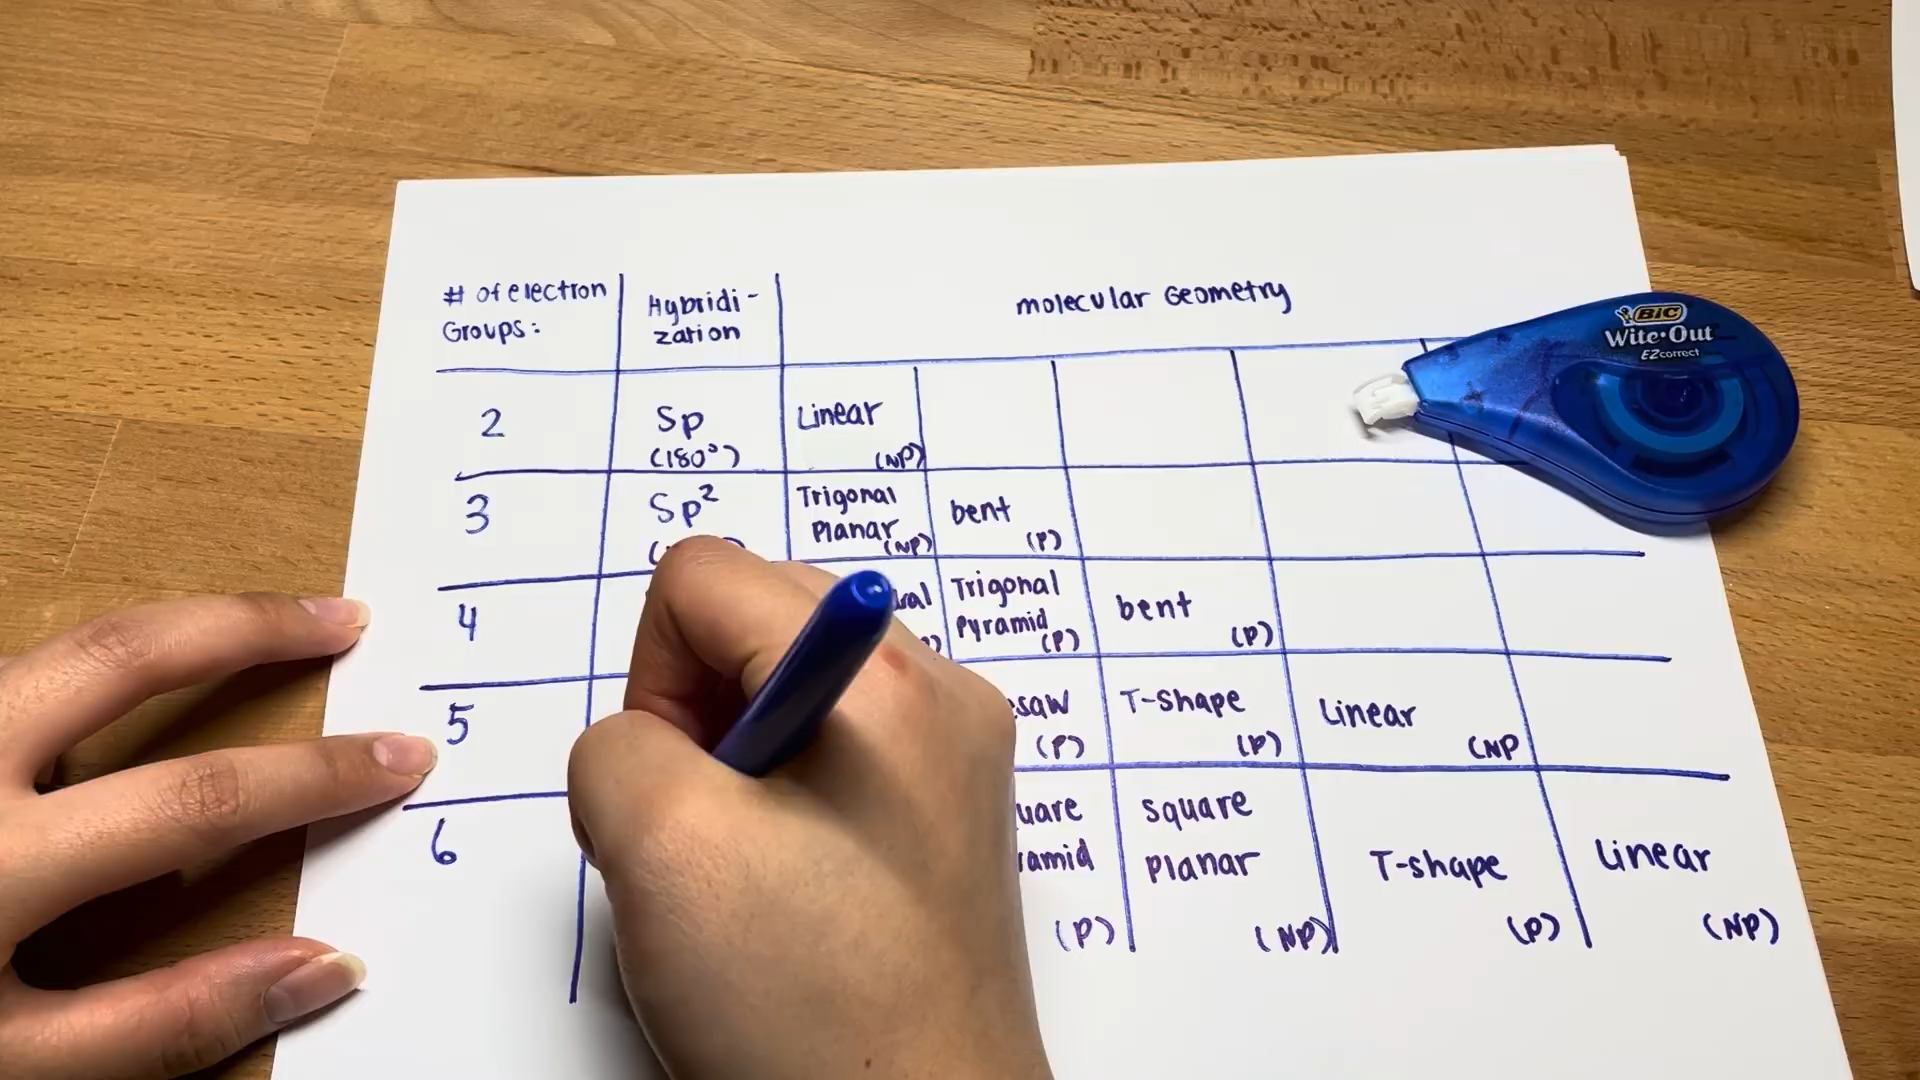 # of electron
Groups:
Hybridi-
zation
molecular Geometry
2
Sp
(180°)
Linear
(NP)
3
Sp²
Trigonal
Planar
(NP)
bent
(P)
4
Trigonal
Pyramid
(P)
bent
(P)
5
(P)
T-Shape
(P)
Linear
(NP
6
(P)
square
planar
(NP)
T-shape
(P)
Linear
(NP)
BIC
Wite·Out
EZcorrect